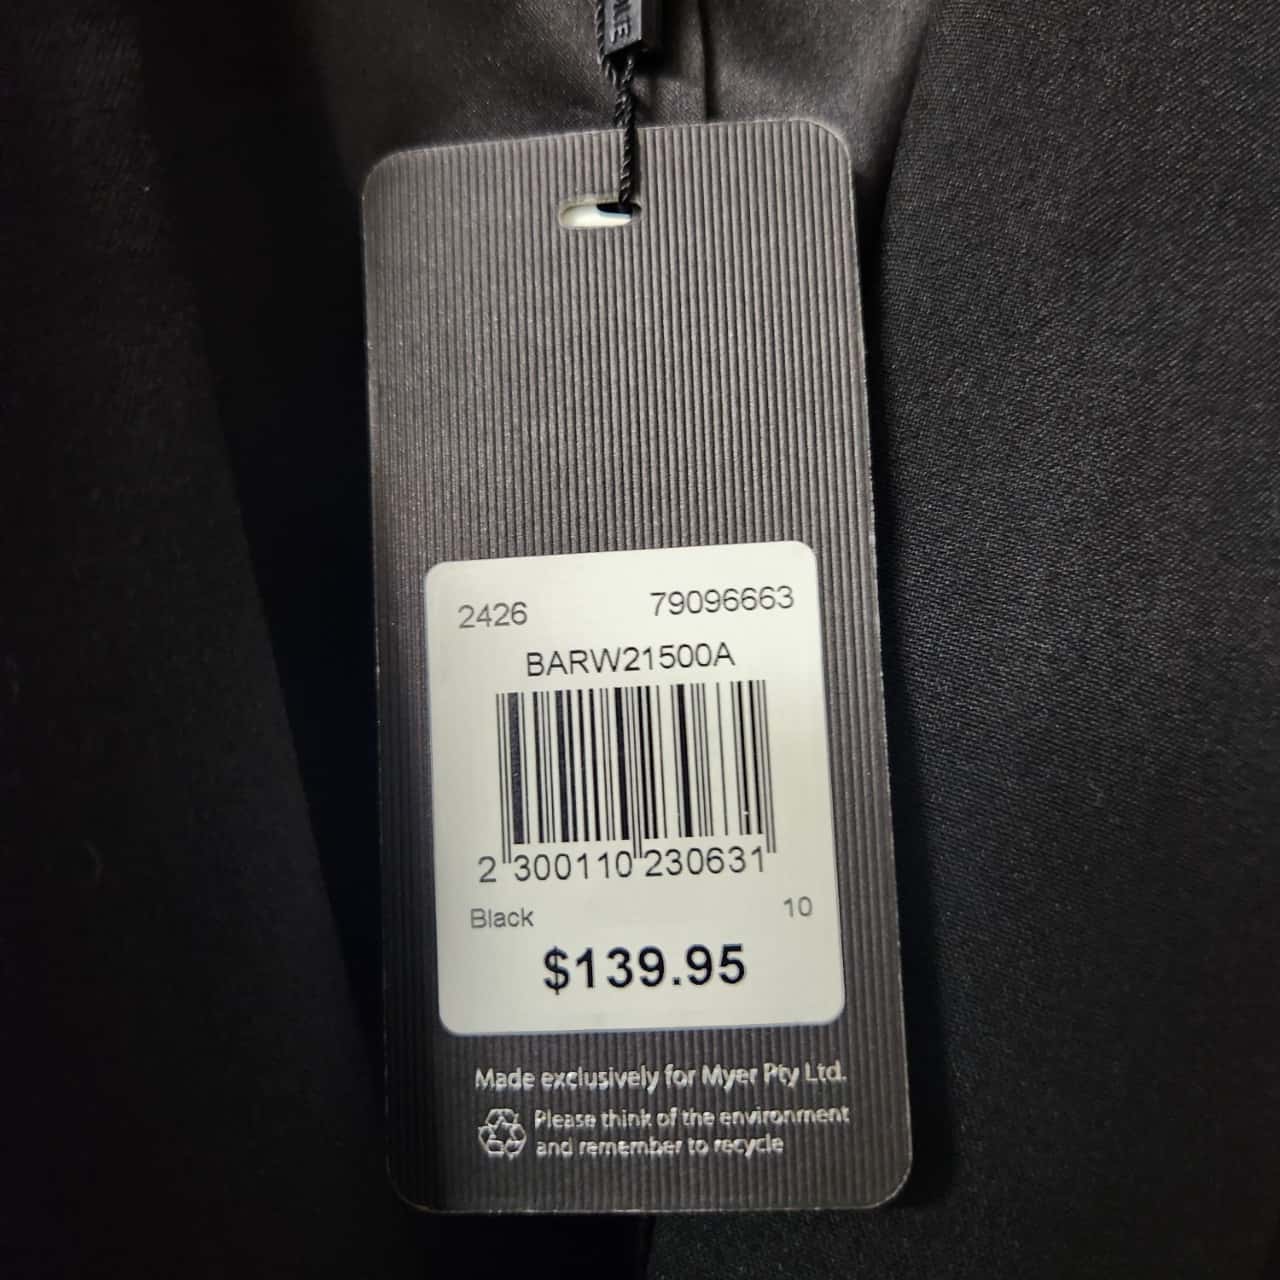 2426 79096663
BARW21500A
2 300110 230631
Black 10
$139.95
Made exclusively for Myer Pty Ltd.
Please think of the environment
and remember to recycle